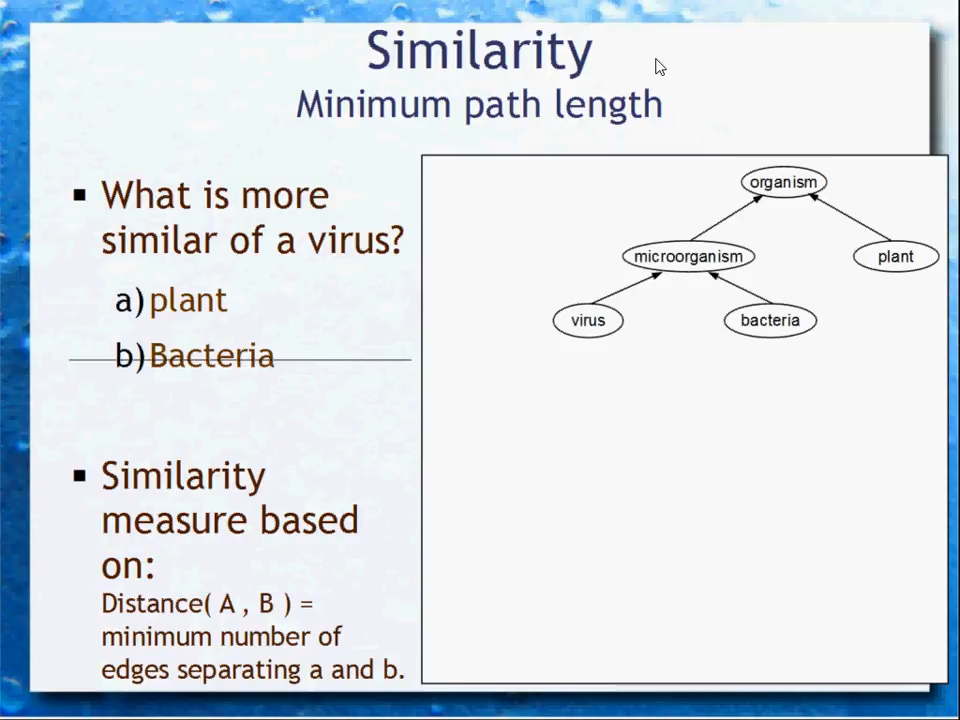 Similarity
Minimum path length
What is more
similar of a virus?
a) plant
b) Bacteria
Similarity
measure based
on:
Distance( A , B ) =
minimum number of
edges separating a and b.
organism
microorganism
plant
virus
bacteria